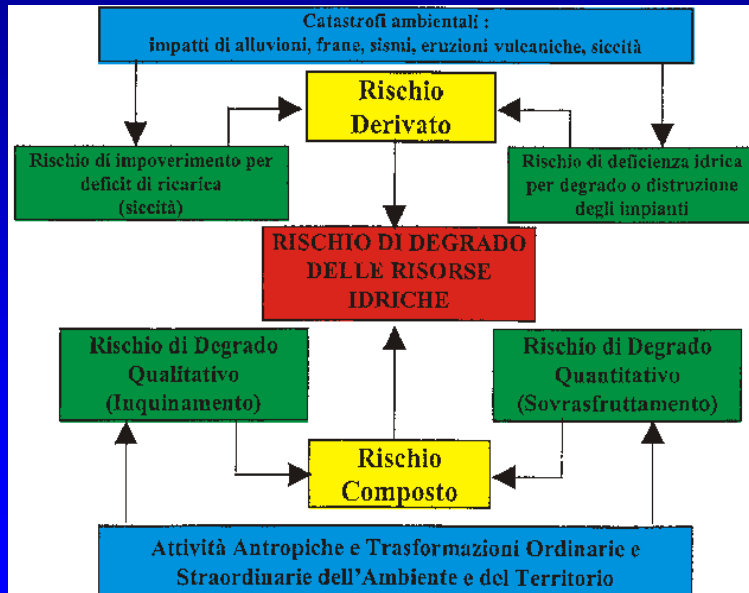 Catastrofi ambientali :
impatti di alluvioni, frane, sismi, eruzioni vulcaniche, siccità
Rischio
Derivato
Rischio di impoverimento per
deficit di ricarica
(siccità)
Rischio di deficienza idrica
per degrado o distruzione
degli impianti
RISCHIO DI DEGRADO
DELLE RISORSE
IDRICHE
Rischio di Degrado
Qualitativo
(Inquinamento)
Rischio di Degrado
Quantitativo
(Sovrasfruttamento)
Rischio
Composto
Attività Antropiche e Trasformazioni Ordinarie e
Straordinarie dell'Ambiente e del Territorio